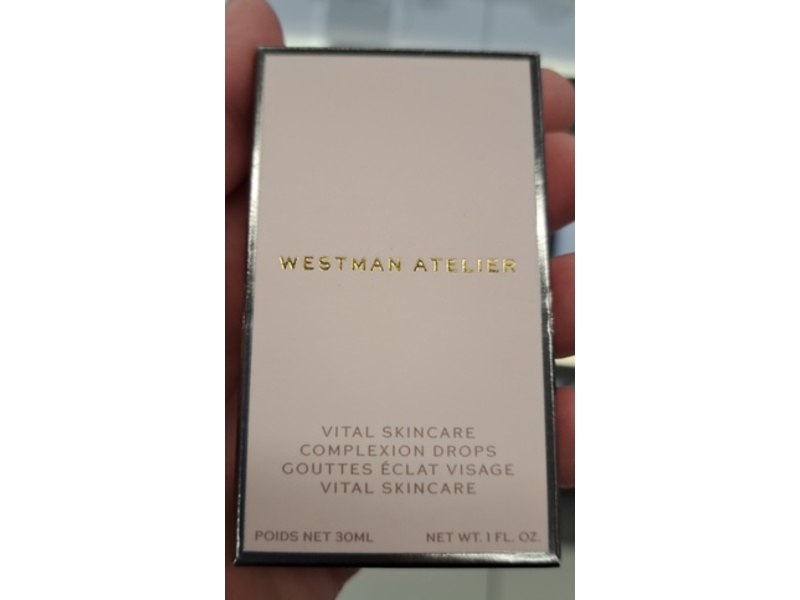 WESTMAN ATELIER
VITAL SKINCARE
COMPLEXION DROPS
GOUTTES ÉCLAT VISAGE
VITAL SKINCARE
POIDS NET 30ML NET WT. 1 FL. OZ.